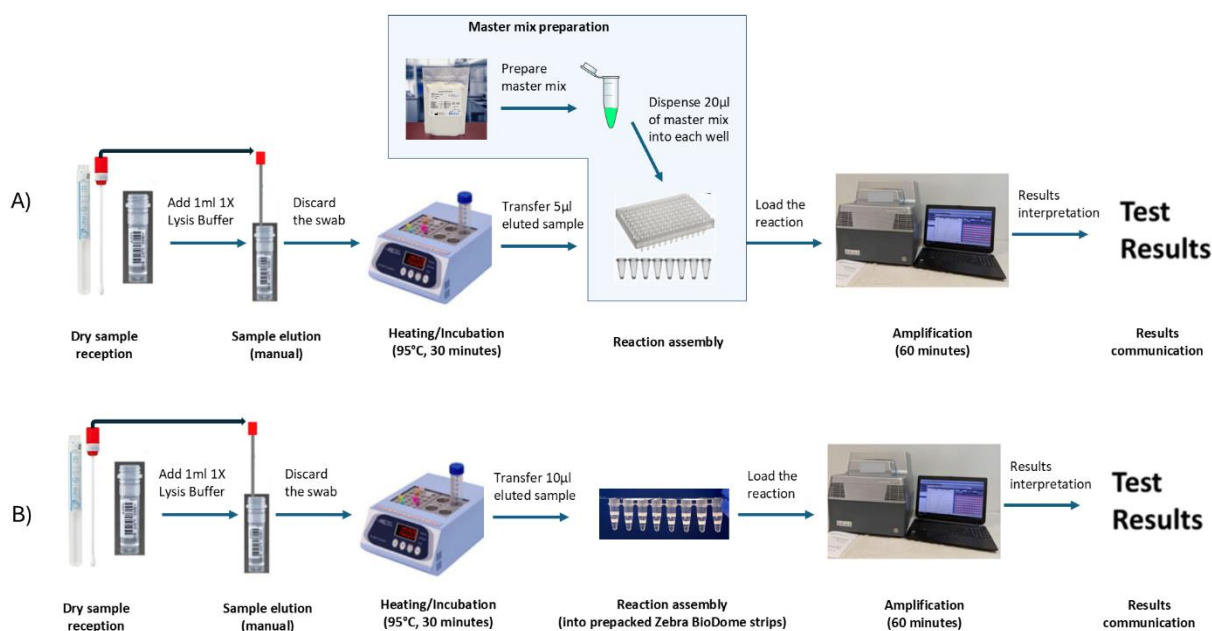 Master mix preparation
Prepare
master mix
Dispense 20µl
of master mix
into each well
A)
Add 1ml 1X
Lysis Buffer
Discard
the swab
Transfer 5µl
eluted sample
Load the
reaction
Results
interpretation
Test
Results
Dry sample
reception
Sample elution
(manual)
Heating/Incubation
(95°C, 30 minutes)
Reaction assembly
Amplification
(60 minutes)
Results
communication
B)
Add 1ml 1X
Lysis Buffer
Discard
the swab
Transfer 10µl
eluted sample
Load the
reaction
Results
interpretation
Test
Results
Dry sample
reception
Sample elution
(manual)
Heating/Incubation
(95°C, 30 minutes)
Reaction assembly
(into prepacked Zebra BioDome strips)
Amplification
(60 minutes)
Results
communication